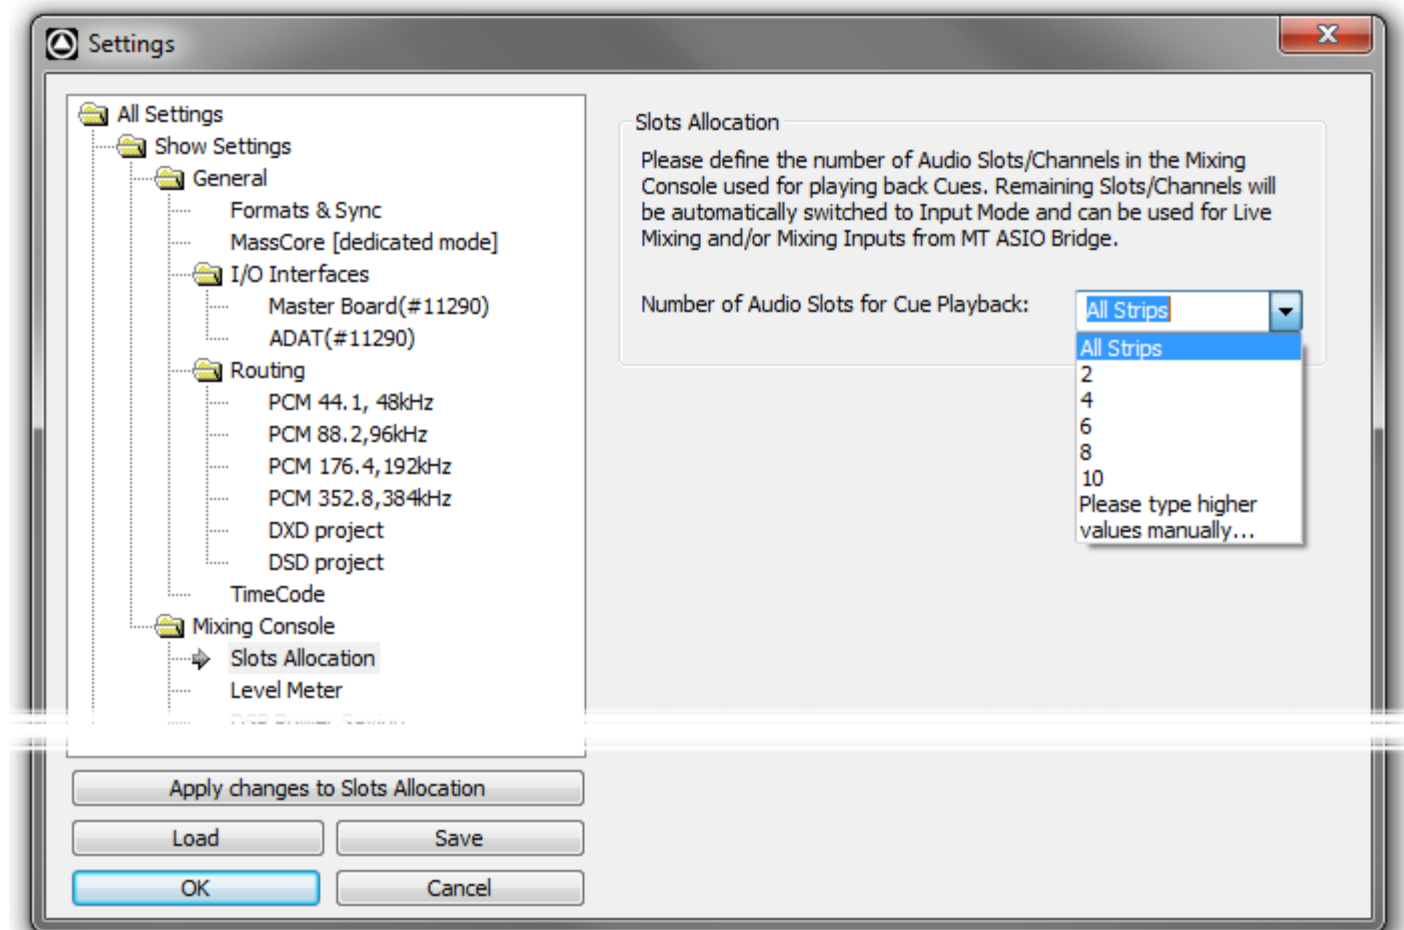 Settings
All Settings
Show Settings
General
Formats & Sync
MassCore [dedicated mode]
I/O Interfaces
Master Board(#11290)
ADAT(#11290)
Routing
PCM 44.1, 48kHz
PCM 88.2,96kHz
PCM 176.4,192kHz
PCM 352.8,384kHz
DXD project
DSD project
TimeCode
Mixing Console
Slots Allocation
Level Meter
Apply changes to Slots Allocation
Load
Save
OK
Cancel
Slots Allocation
Please define the number of Audio Slots/Channels in the Mixing
Console used for playing back Cues. Remaining Slots/Channels will
be automatically switched to Input Mode and can be used for Live
Mixing and/or Mixing Inputs from MT ASIO Bridge.
Number of Audio Slots for Cue Playback:
All Strips
All Strips
2
4
6
8
10
Please type higher
values manually...